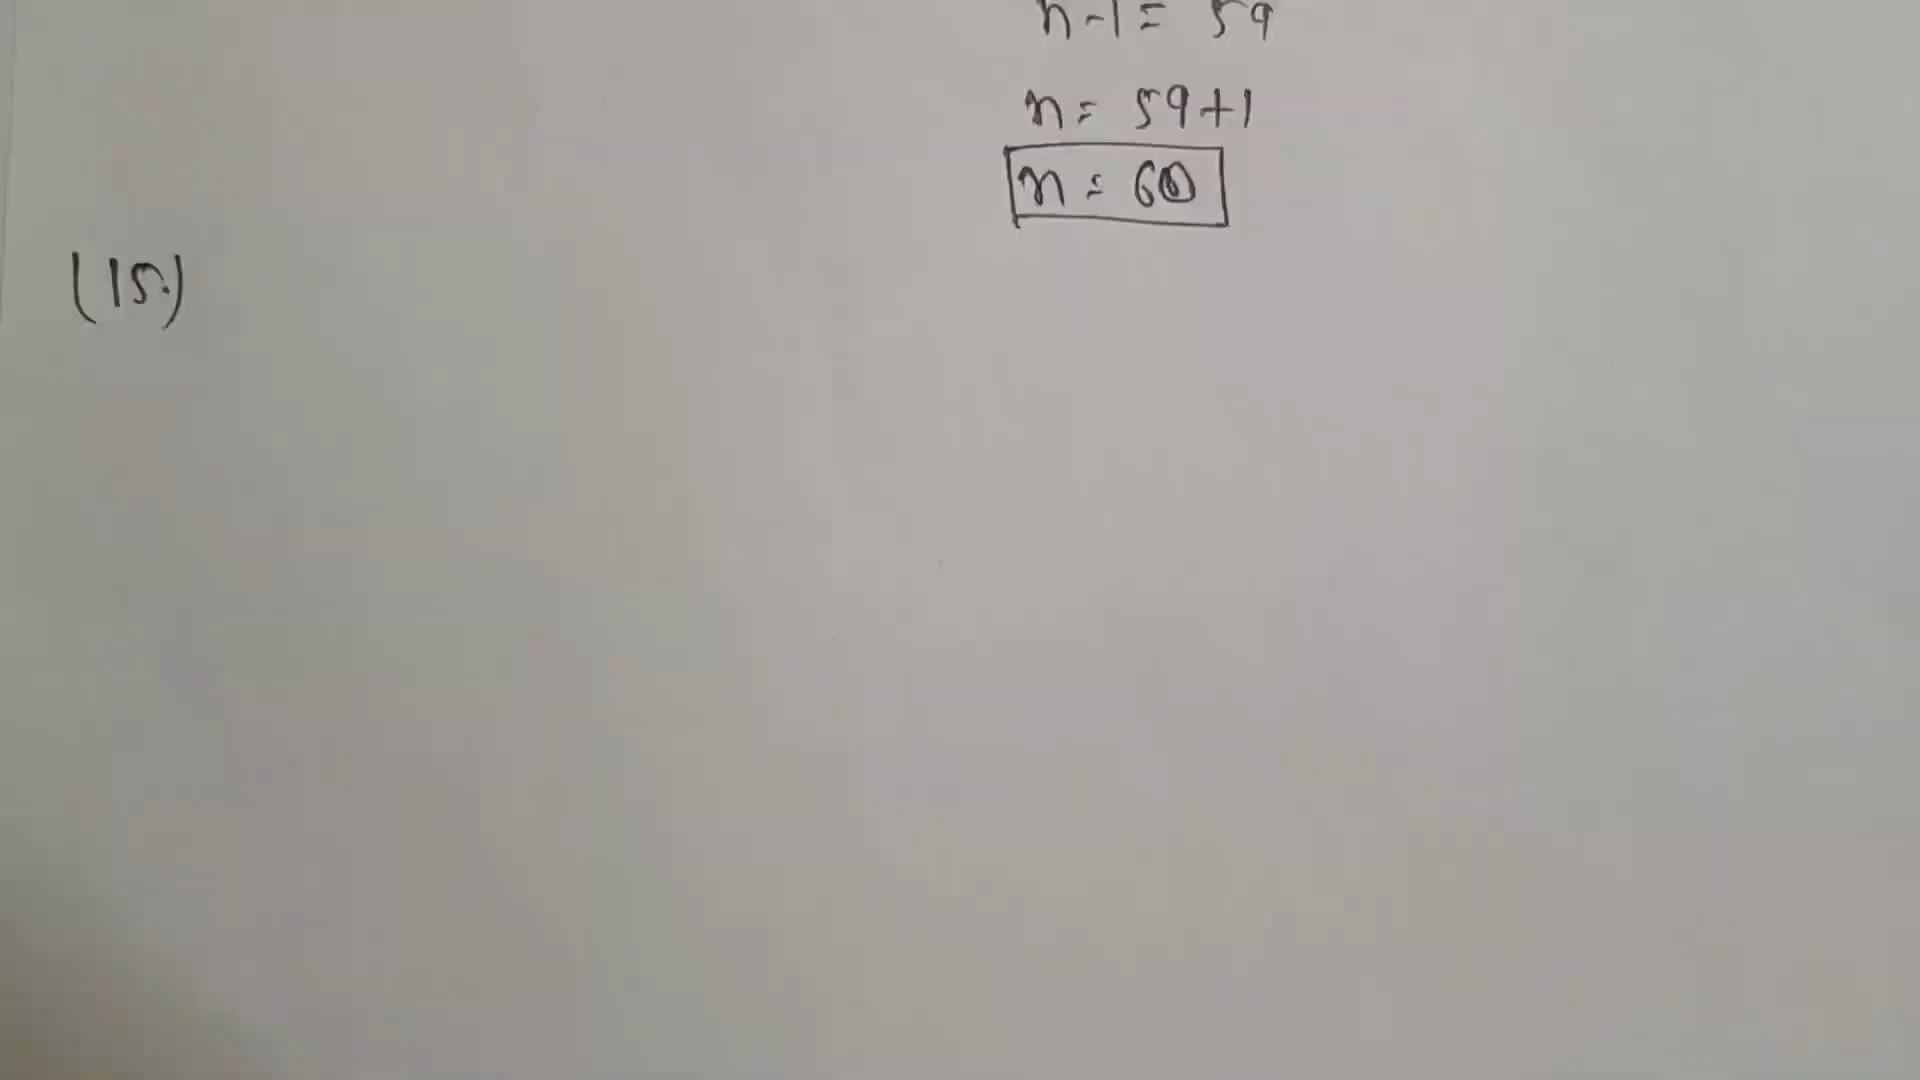 n-1 = 59
n = 59+1
n = 60
(15.)